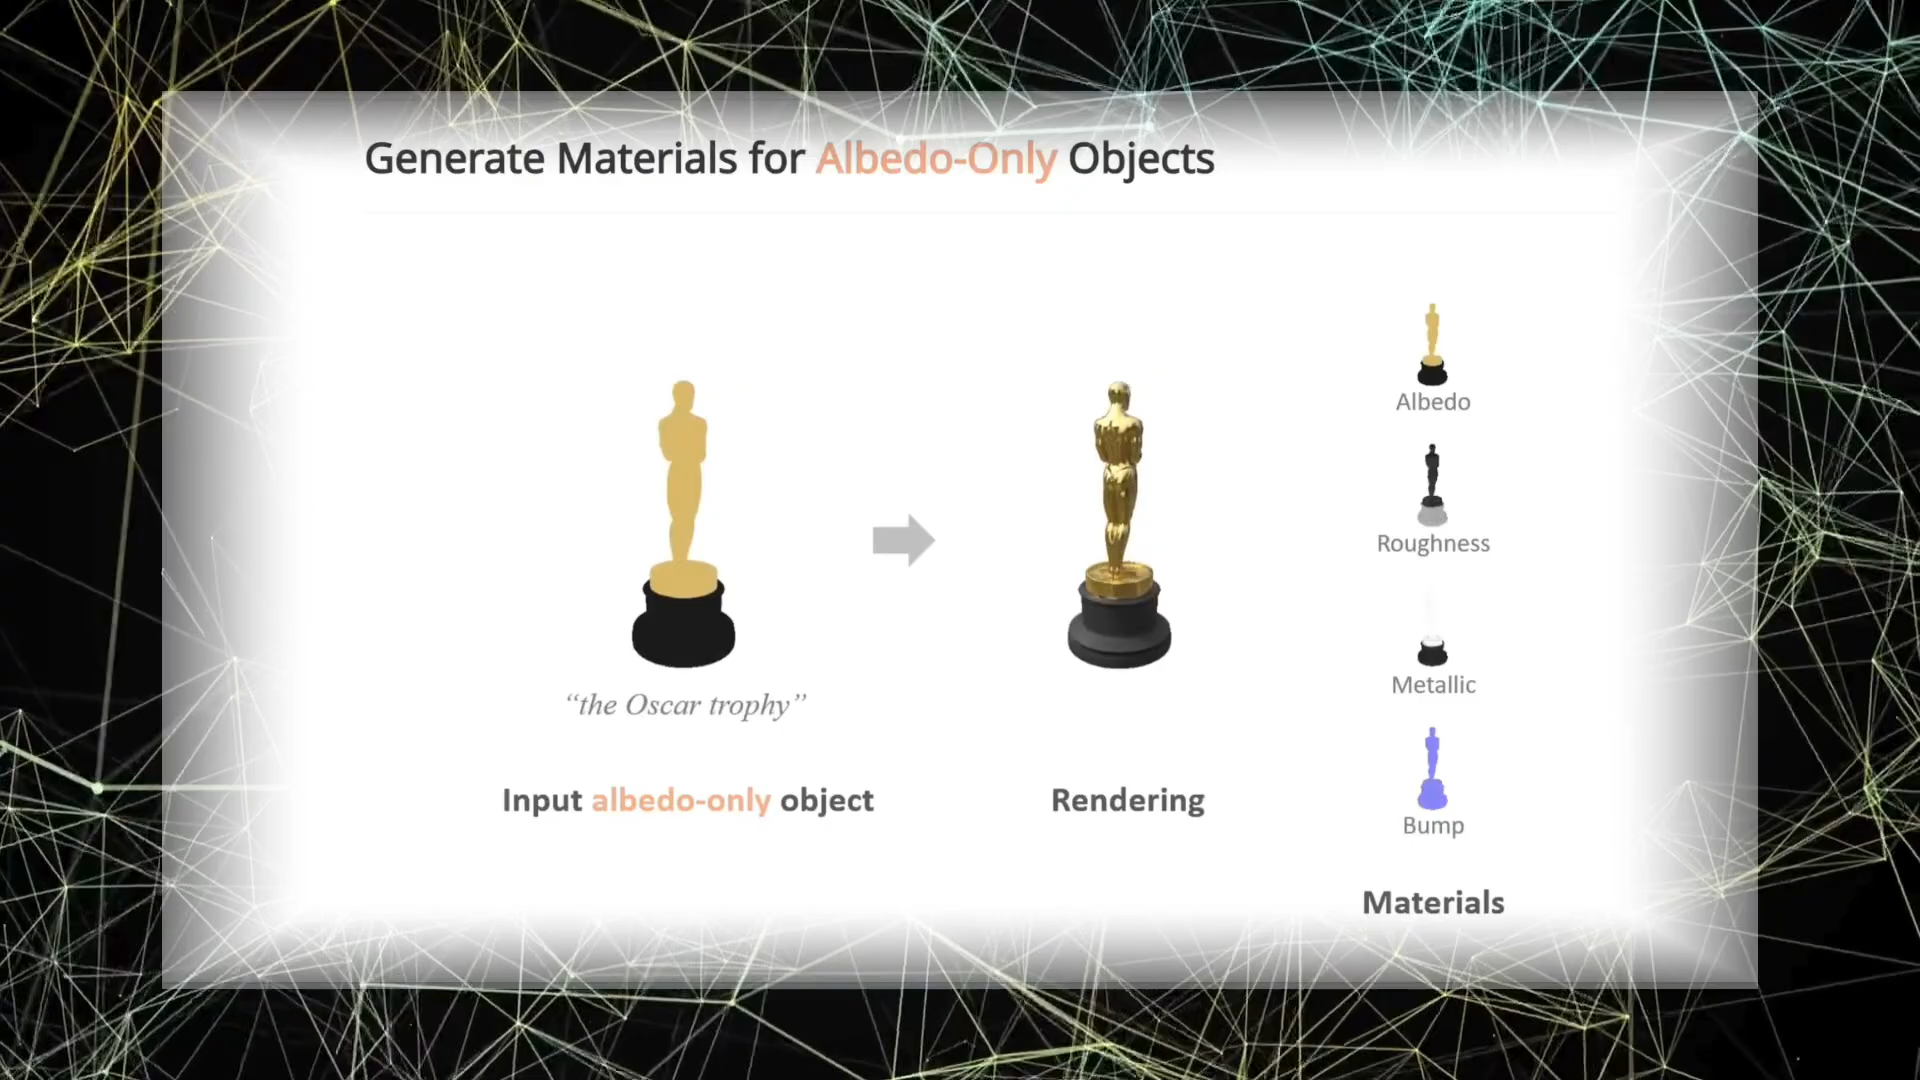 Generate Materials for Albedo-Only Objects
Albedo
Roughness
Metallic
“the Oscar trophy”
Bump
Input albedo-only object
Rendering
Materials